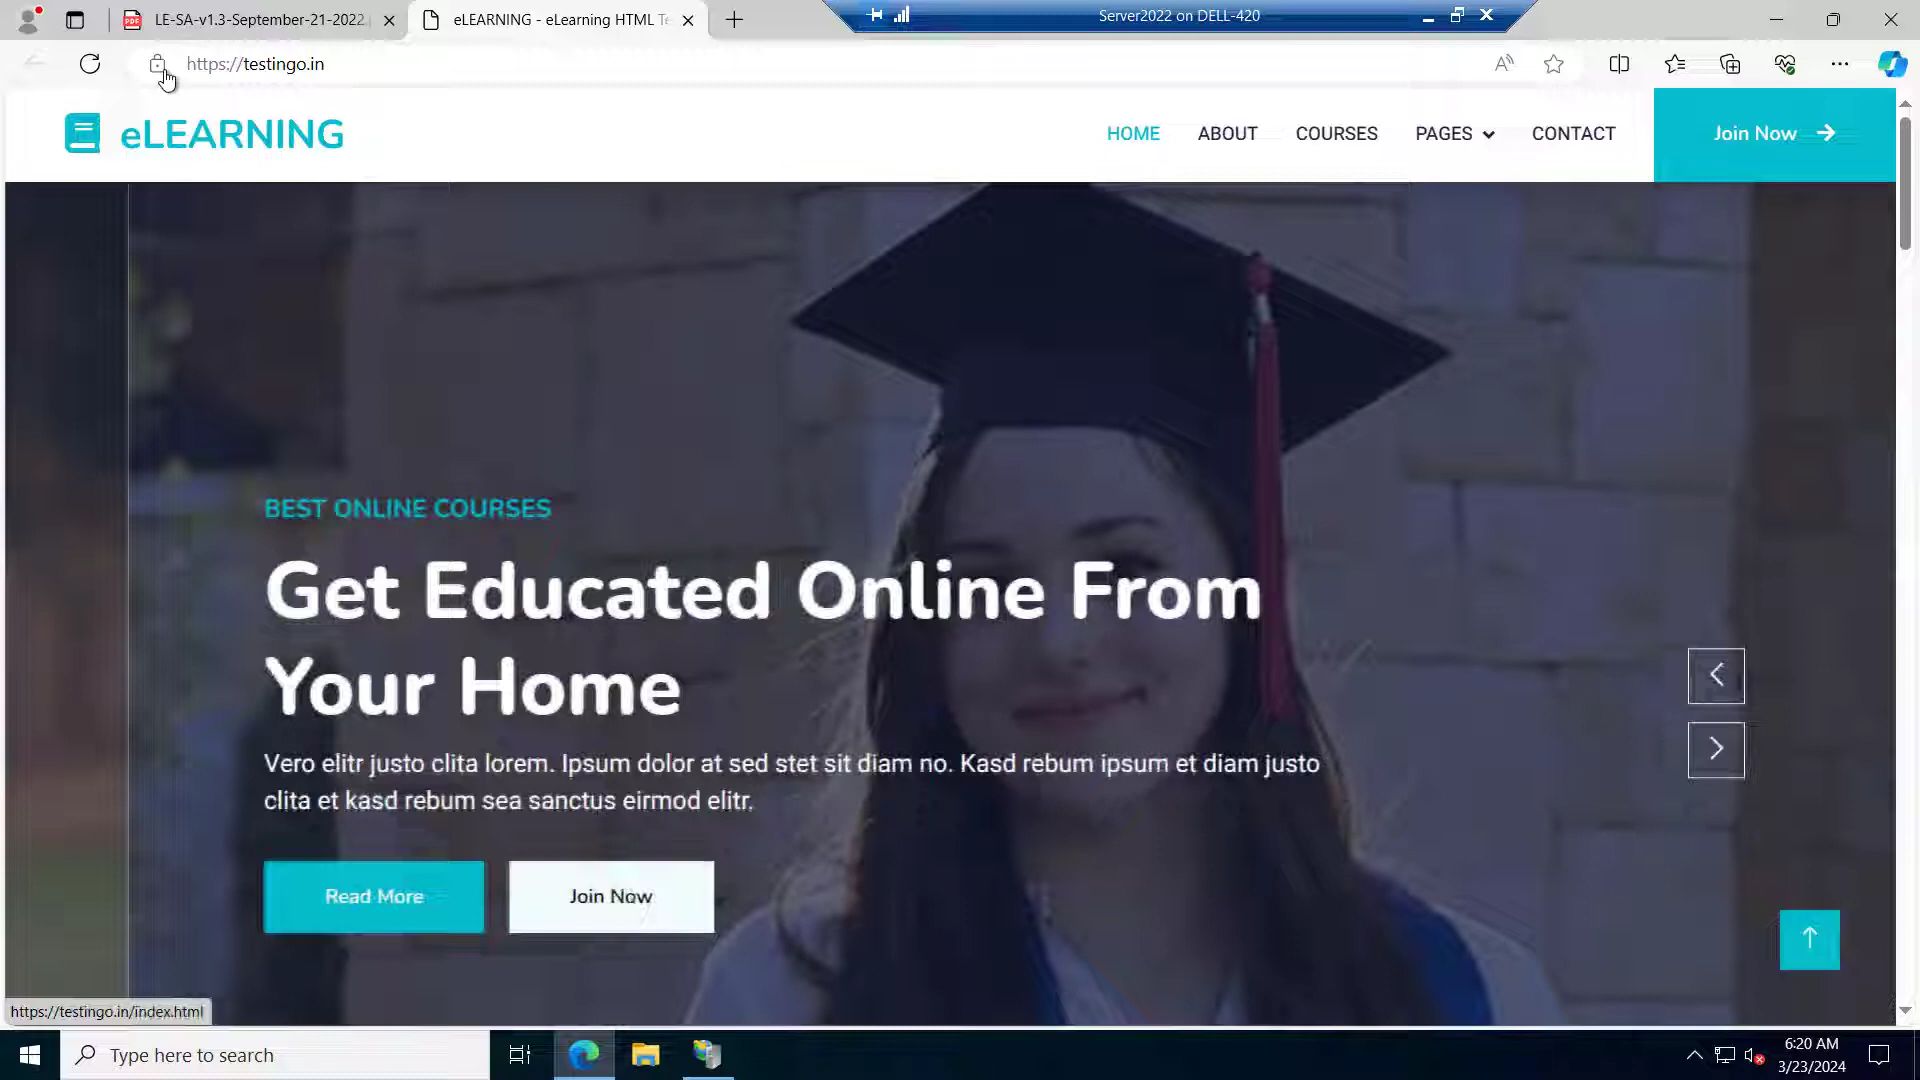 LE-SA-v1.3-September-21-2022.
eLEARNING - eLearning HTML Te
Server2022 on DELL-420
https://testingo.in
eLEARNING
HOME
ABOUT
COURSES
PAGES
CONTACT
Join Now
BEST ONLINE COURSES
Get Educated Online From
Your Home
Vero elitr justo clita lorem. Ipsum dolor at sed stet sit diam no. Kasd rebum ipsum et diam justo
clita et kasd rebum sea sanctus eirmod elitr.
Read More
Join Now
https://testingo.in/index.html
Type here to search
6:20 AM
3/23/2024